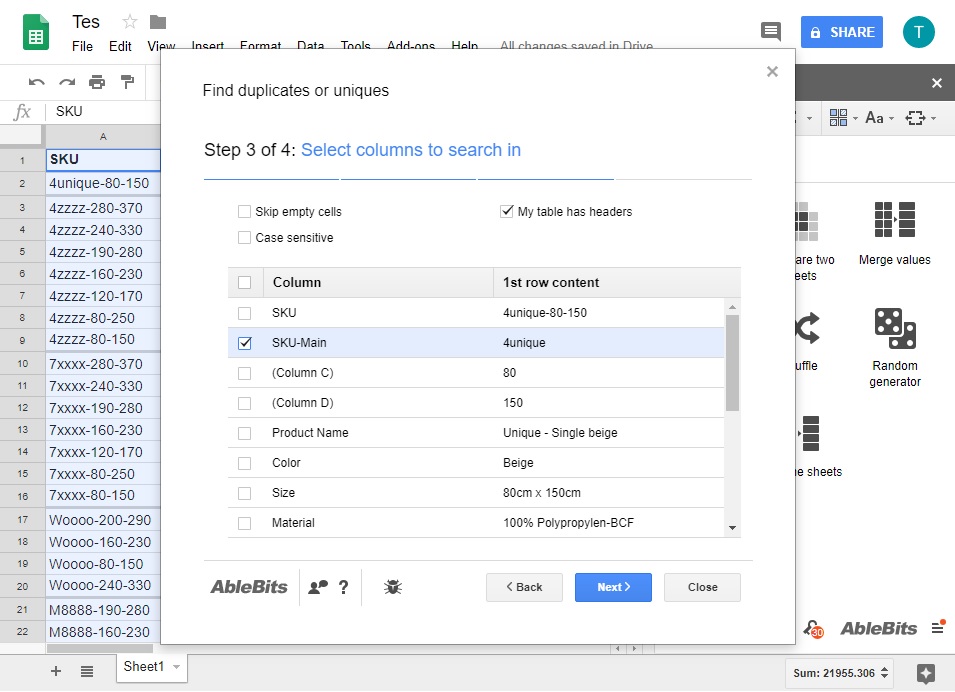 Tes
File Edit View Insert Format Data Tools Add-ons Help All changes saved in Drive
SHARE
T
fx SKU
Aa
A
1 SKU
2 4unique-80-150
3 4zzzz-280-370
4 4zzzz-240-330
5 4zzzz-190-280
6 4zzzz-160-230
7 4zzzz-120-170
8 4zzzz-80-250
9 4zzzz-80-150
10 7xxxx-280-370
11 7xxxx-240-330
12 7xxxx-190-280
13 7xxxx-160-230
14 7xxxx-120-170
15 7xxxx-80-250
16 7xxxx-80-150
17 Woooo-200-290
18 Woooo-160-230
19 Woooo-80-150
20 Woooo-240-330
21 M8888-190-280
22 M8888-160-230
Find duplicates or uniques
Step 3 of 4: Select columns to search in
Skip empty cells
My table has headers
Case sensitive
Column 1st row content
SKU 4unique-80-150
SKU-Main 4unique
(Column C) 80
(Column D) 150
Product Name Unique - Single beige
Color Beige
Size 80cm x 150cm
Material 100% Polypropylen-BCF
AbleBits ? Back Next Close
are two
eets
Merge values
uffle
Random
generator
e sheets
30 AbleBits
Sheet1
Sum: 21955.306